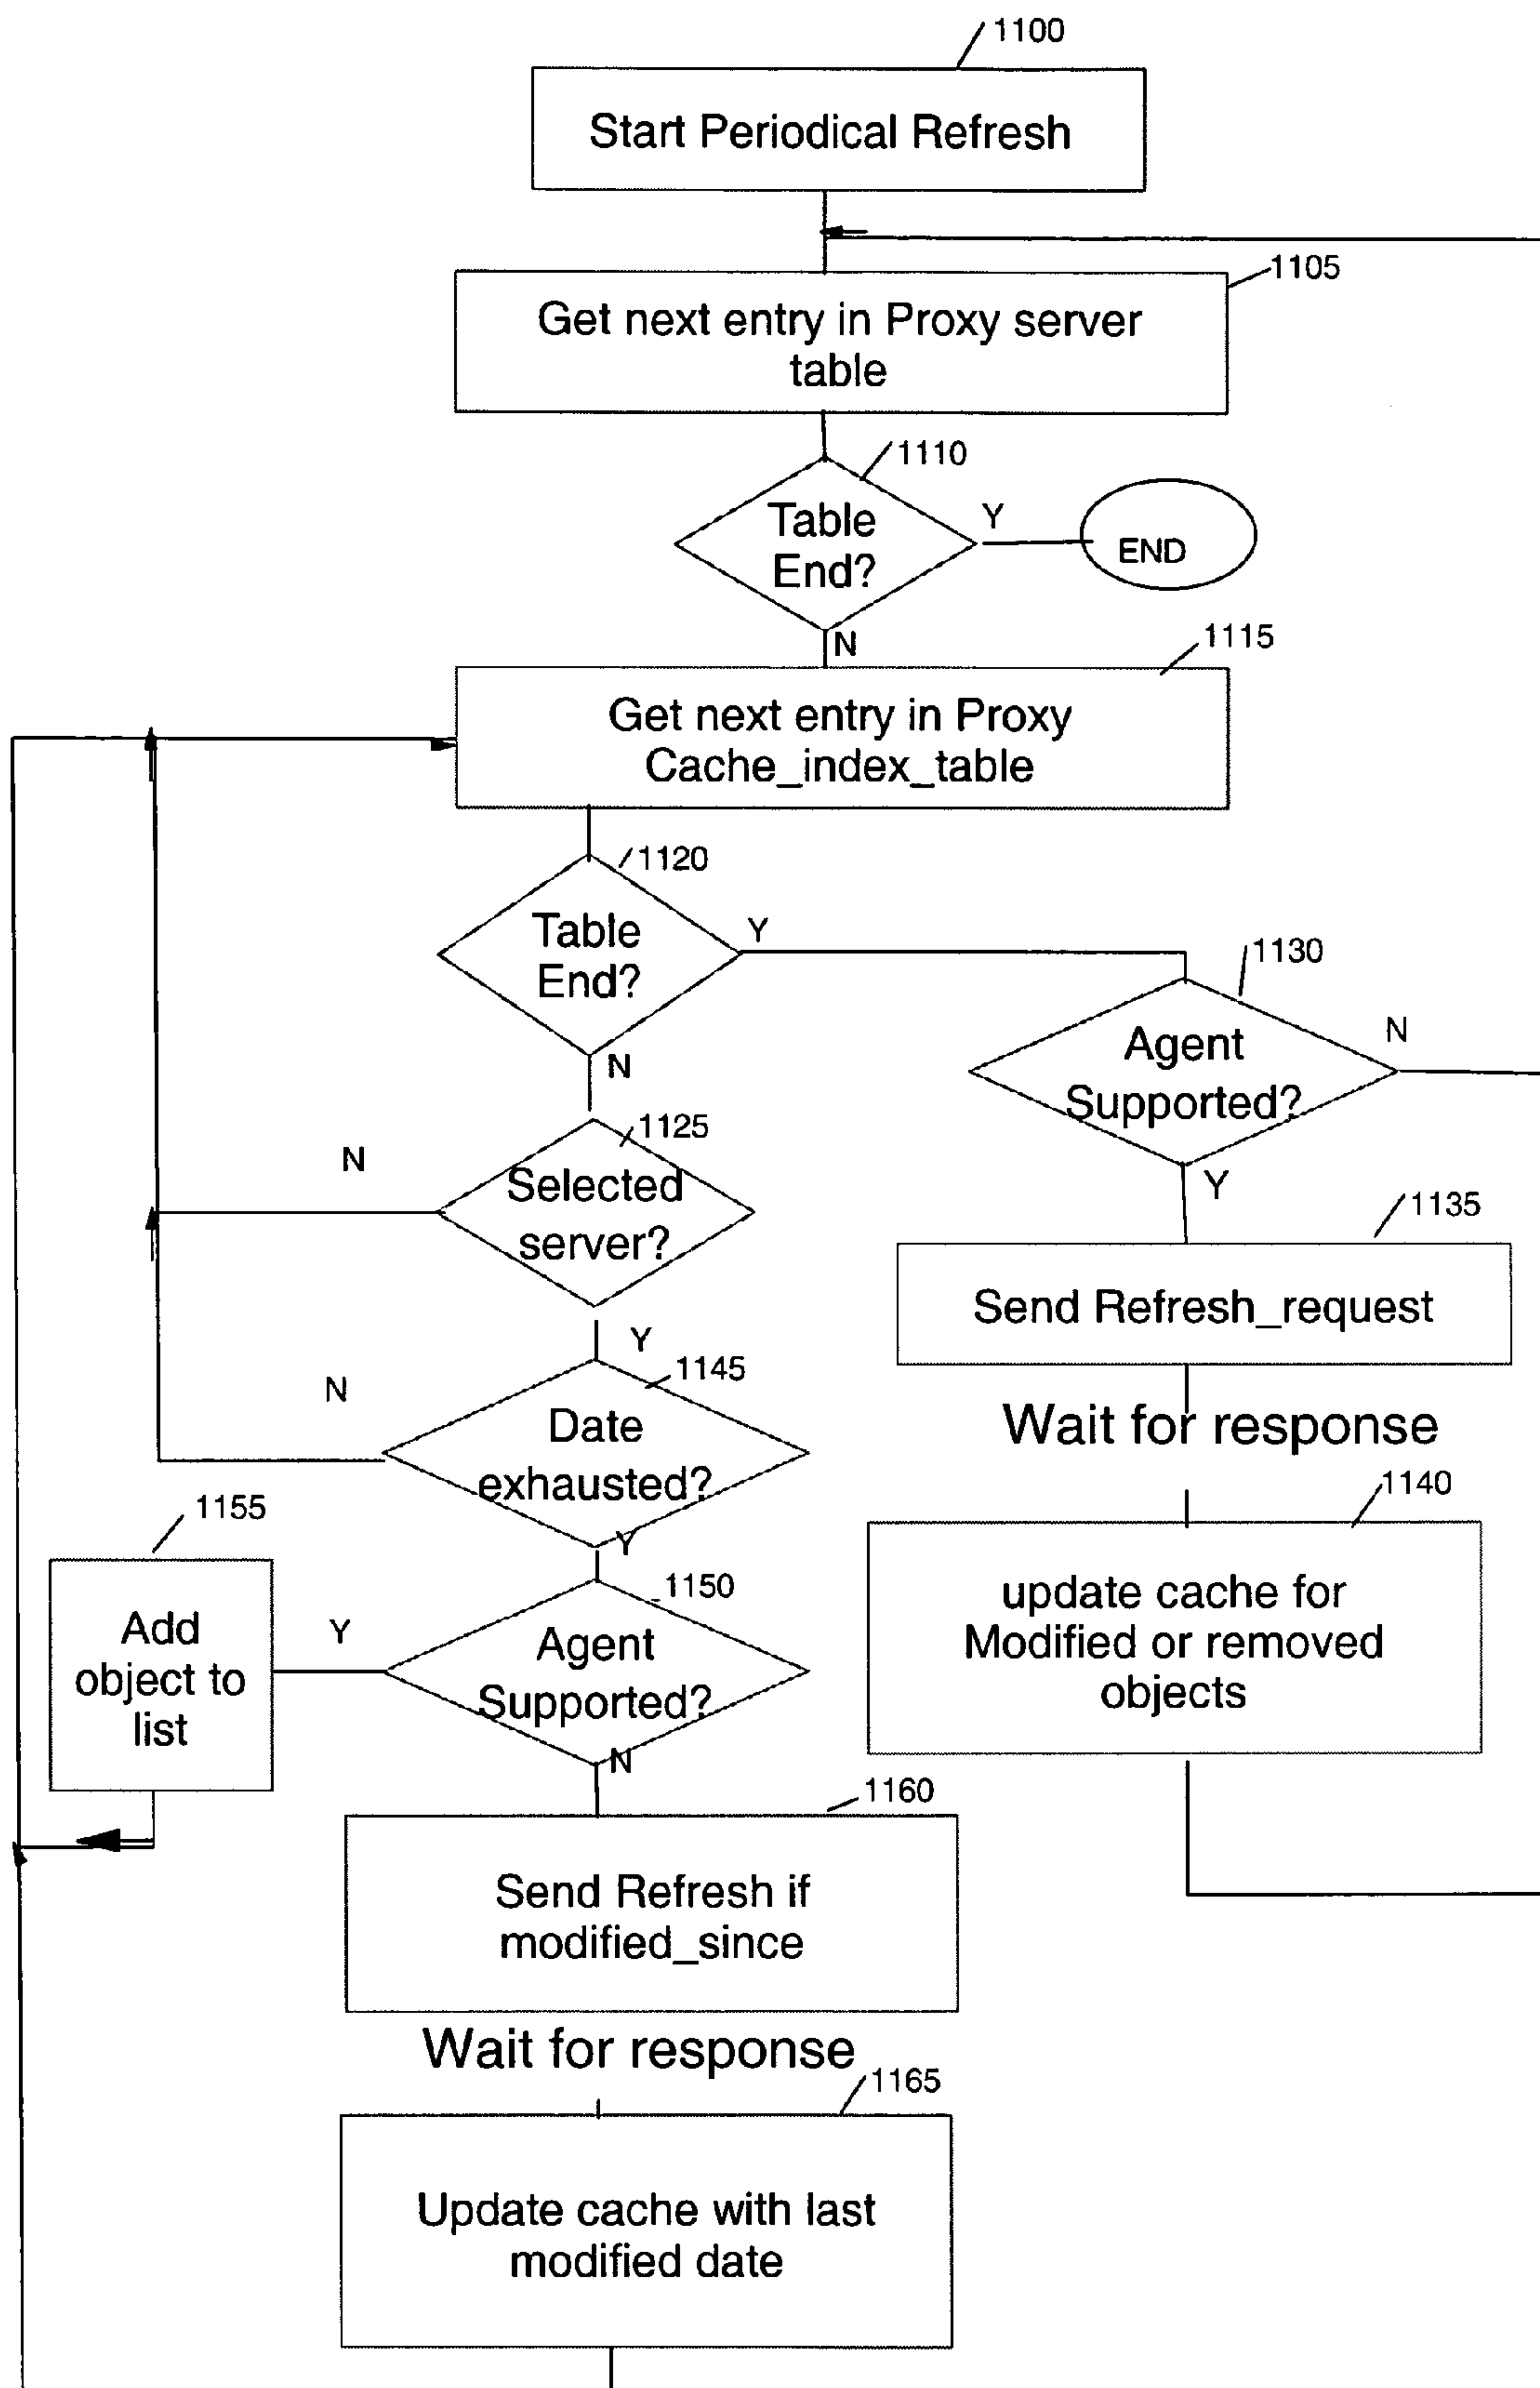 1100
Start Periodical Refresh
1105
Get next entry in Proxy server
table
1110
Table
End?
Y
END
N
1115
Get next entry in Proxy
Cache_index_table
1120
Table
End?
Y
N
1130
Agent
Supported?
N
Y
1125
Selected
server?
N
Y
1135
Send Refresh_request
Wait for response
1140
update cache for
Modified or removed
objects
1145
Date
exhausted?
N
Y
1150
Agent
Supported?
Y
N
1155
Add
object to
list
1160
Send Refresh if
modified_since
Wait for response
1165
Update cache with last
modified date